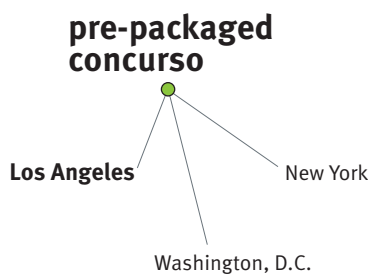 pre-packaged
concurso
Los Angeles
New York
Washington, D.C.